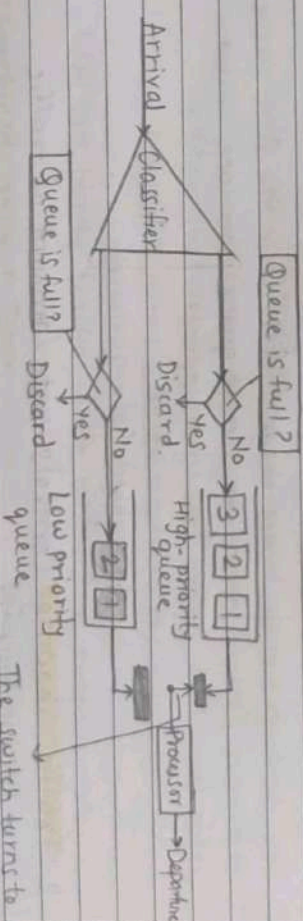 Queue is full?
No
3 2 1
Yes
Discard.
High-priority
queue
Arrival
Classifier
Processor
Departure
No
2 1
Yes
Discard
Low priority
queue
Queue is full?
The switch turns to